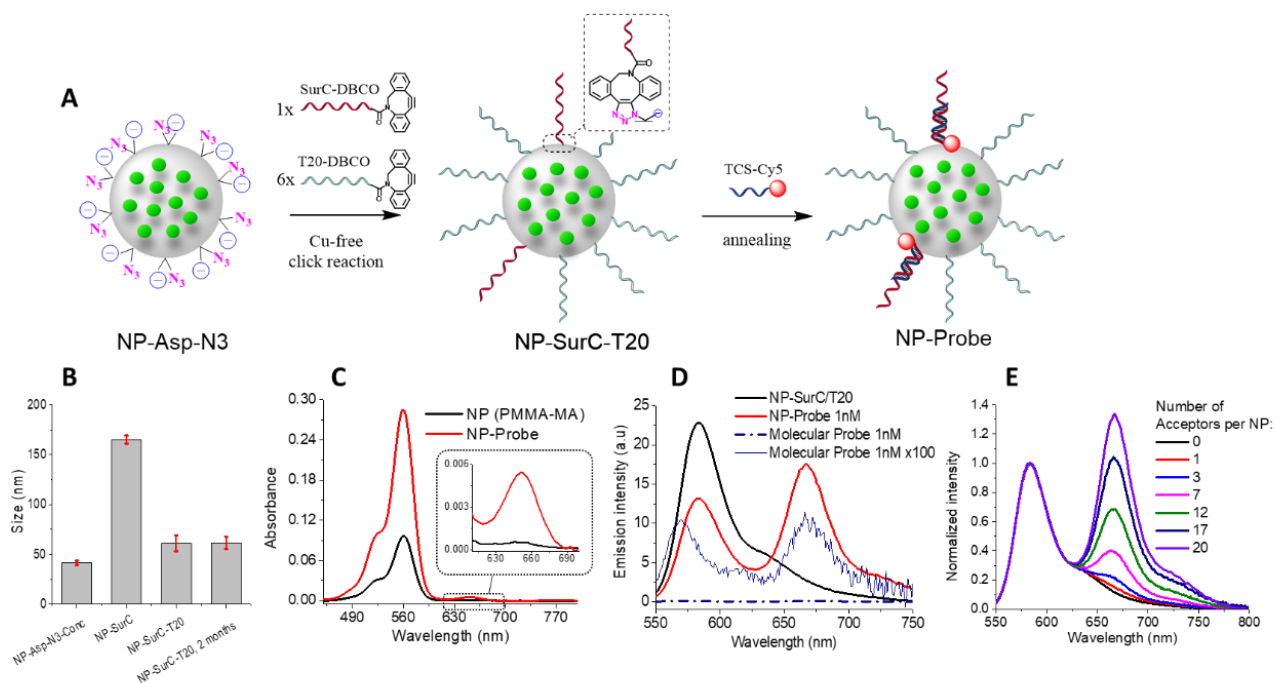 A
SurC-DBCO
1x
T20-DBCO
6x
Cu-free
click reaction
N3
N3
N3
N3
N3
N3
N3
N3
N3
N3
N
O
N
O
N
O
N
N
N
TCS-Cy5
annealing
NP-Asp-N3
NP-SurC-T20
NP-Probe
B
Size (nm)
200
150
100
50
0
NP-Asp-N3-Conc
NP-SurC
NP-SurC-T20
NP-SurC-T20, 2 months
C
Absorbance
0.30
0.24
0.18
0.12
0.06
0.00
NP (PMMA-MA)
NP-Probe
0.006
0.003
0.000
630
660
690
490
560
630
700
770
Wavelength (nm)
D
NP-SurC/T20
NP-Probe 1nM
Molecular Probe 1nM
Molecular Probe 1nM x100
Emission intensity (a.u)
25
20
15
10
5
0
550
600
650
700
750
Wavelength (nm)
E
Normalized intensity
1.4
1.2
1.0
0.8
0.6
0.4
0.2
0.0
Number of
Acceptors per NP:
0
1
3
7
12
17
20
550
600
650
700
750
800
Wavelength (nm)